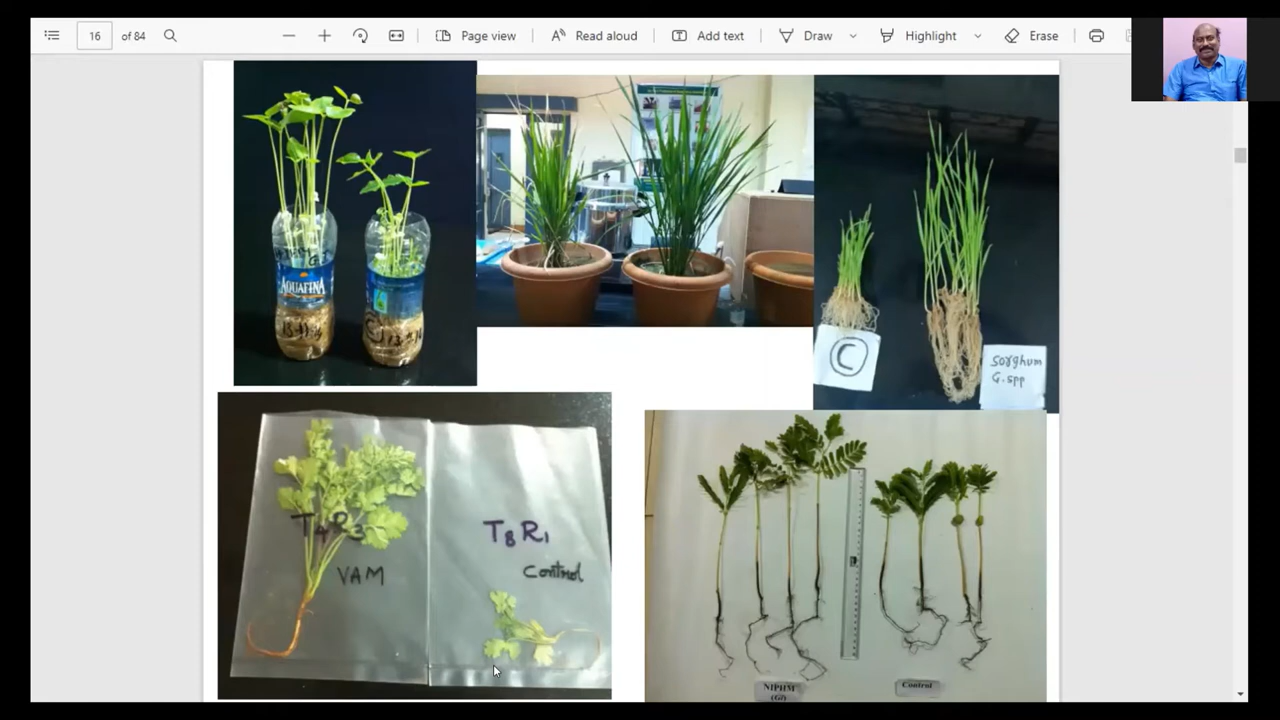 16 of 84
Page view
Read aloud
Add text
Draw
Highlight
Erase
AQUAFINA
C
C
Sorghum
G.spp
T4R3
VAM
T8R1
Control
NIPHM
(Gi)
Control